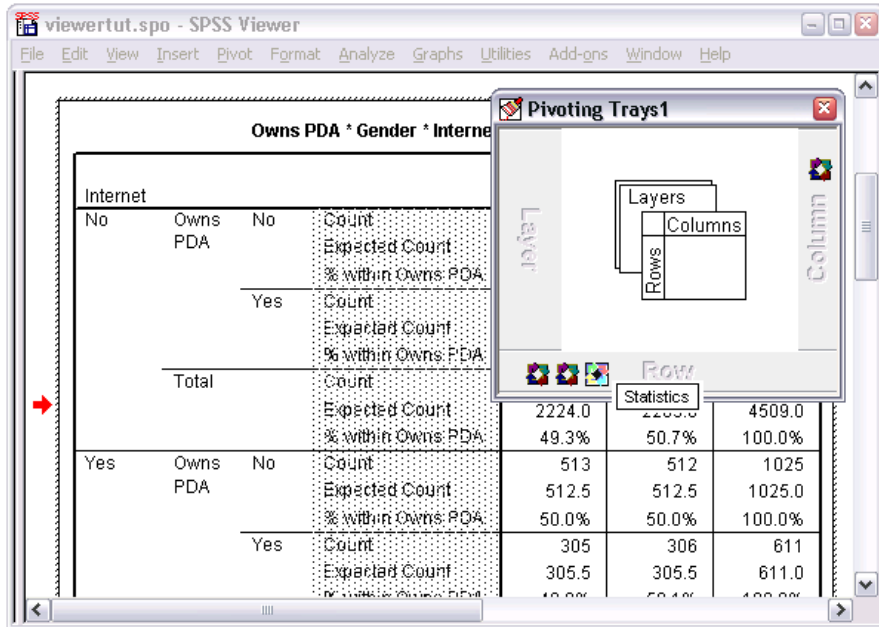 viewertut.spo - SPSS Viewer
File Edit View Insert Pivot Format Analyze Graphs Utilities Add-ons Window Help
Owns PDA * Gender * Interne
Internet
No Owns PDA No Count
Expected Count
% within Owns PDA
Yes Count
Expected Count
% within Owns PDA
Total Count
Expected Count 2224.0 4509.0
% within Owns PDA 49.3% 50.7% 100.0%
Yes Owns PDA No Count 513 512 1025
Expected Count 512.5 512.5 1025.0
% within Owns PDA 50.0% 50.0% 100.0%
Yes Count 305 306 611
Expected Count 305.5 305.5 611.0
Pivoting Trays1
Layer
Layers
Columns
Rows
Column
Row
Statistics